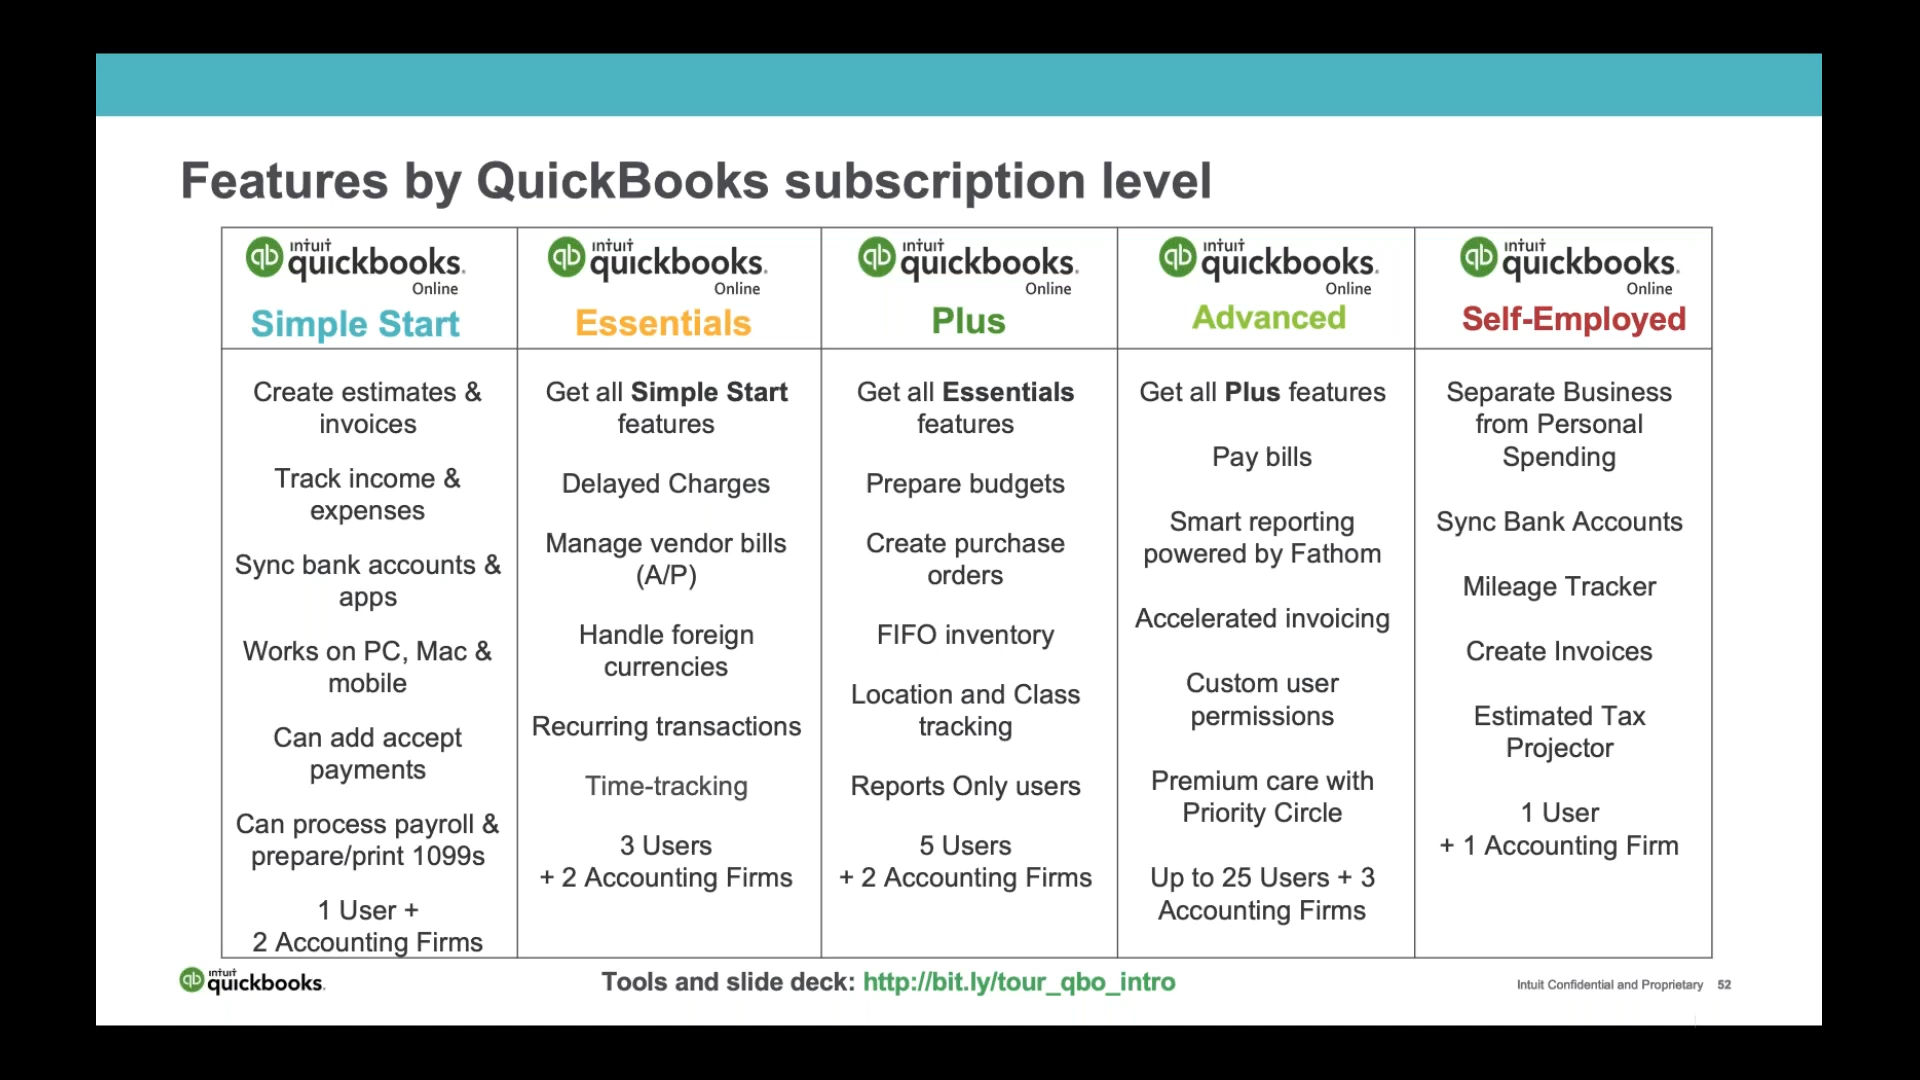 Features by QuickBooks subscription level
qb intuit quickbooks. Online
Simple Start
qb intuit quickbooks. Online
Essentials
qb intuit quickbooks. Online
Plus
qb intuit quickbooks. Online
Advanced
qb intuit quickbooks. Online
Self-Employed
Create estimates &
invoices
Track income &
expenses
Sync bank accounts &
apps
Works on PC, Mac &
mobile
Can add accept
payments
Can process payroll &
prepare/print 1099s
1 User +
2 Accounting Firms
Get all Simple Start
features
Delayed Charges
Manage vendor bills
(A/P)
Handle foreign
currencies
Recurring transactions
Time-tracking
3 Users
+ 2 Accounting Firms
Get all Essentials
features
Prepare budgets
Create purchase
orders
FIFO inventory
Location and Class
tracking
Reports Only users
5 Users
+ 2 Accounting Firms
Get all Plus features
Pay bills
Smart reporting
powered by Fathom
Accelerated invoicing
Custom user
permissions
Premium care with
Priority Circle
Up to 25 Users + 3
Accounting Firms
Separate Business
from Personal
Spending
Sync Bank Accounts
Mileage Tracker
Create Invoices
Estimated Tax
Projector
1 User
+ 1 Accounting Firm
qb intuit quickbooks.
Tools and slide deck: http://bit.ly/tour_qbo_intro
Intuit Confidential and Proprietary 52